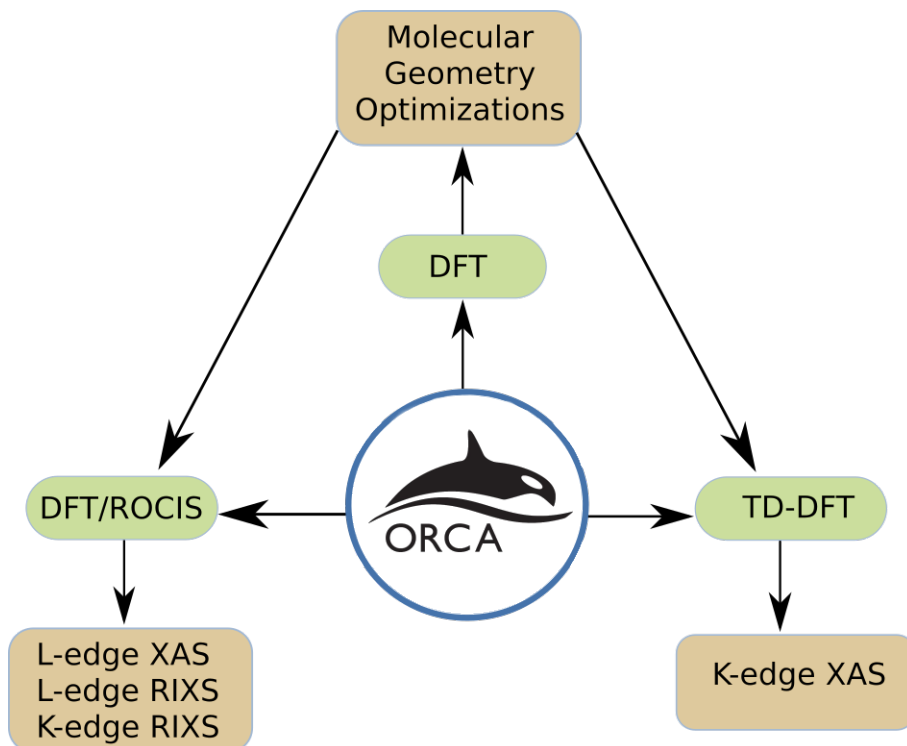 Molecular
Geometry
Optimizations
DFT
DFT/ROCIS
ORCA
TD-DFT
L-edge XAS
L-edge RIXS
K-edge RIXS
K-edge XAS